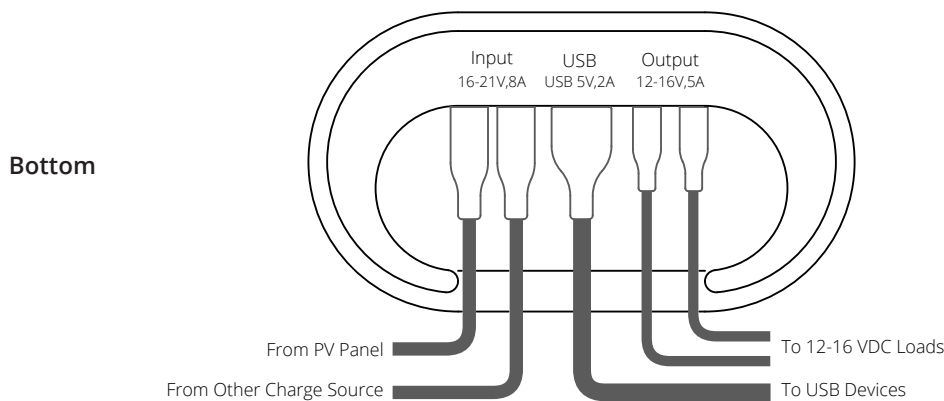 Input
16-21V,8A
USB
USB 5V,2A
Output
12-16V,5A
Bottom
From PV Panel
From Other Charge Source
To 12-16 VDC Loads
To USB Devices